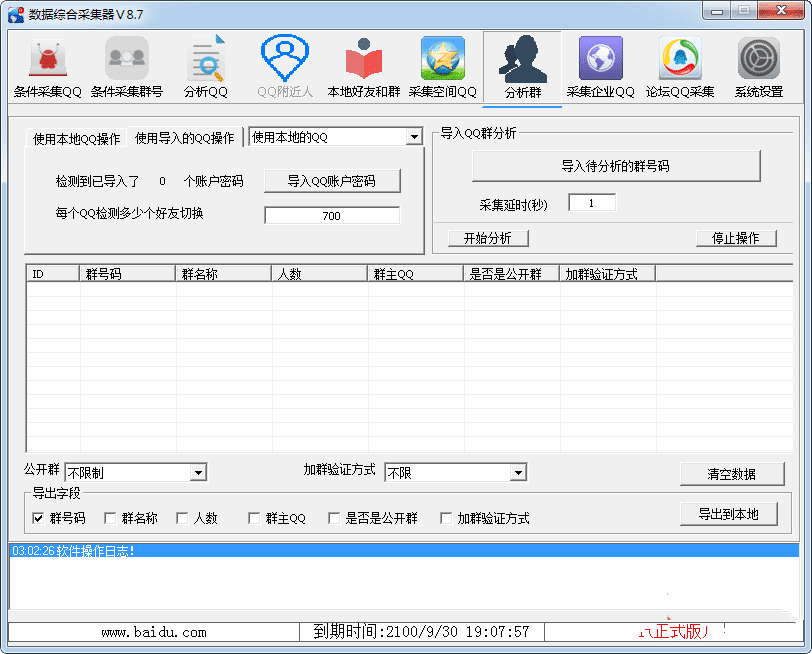 数据综合采集器V8.7
条件采集QQ 条件采集群号 分析QQ QQ附近人 本地好友和群 采集空间QQ 分析群 采集企业QQ 论坛QQ采集 系统设置
使用本地QQ操作 使用导入的QQ操作 使用本地的QQ
检测到已导入了 0 个账户密码 导入QQ账户密码
每个QQ检测多少个好友切换 700
导入QQ群分析
导入待分析的群号码
采集延时(秒) 1
开始分析 停止操作
ID 群号码 群名称 人数 群主QQ 是否是公开群 加群验证方式
公开群 不限制 加群验证方式 不限 清空数据
导出字段
群号码 群名称 人数 群主QQ 是否是公开群 加群验证方式 导出到本地
03:02:26软件操作日志!
www.baidu.com 到期时间:2100/9/30 19:07:57 正式版